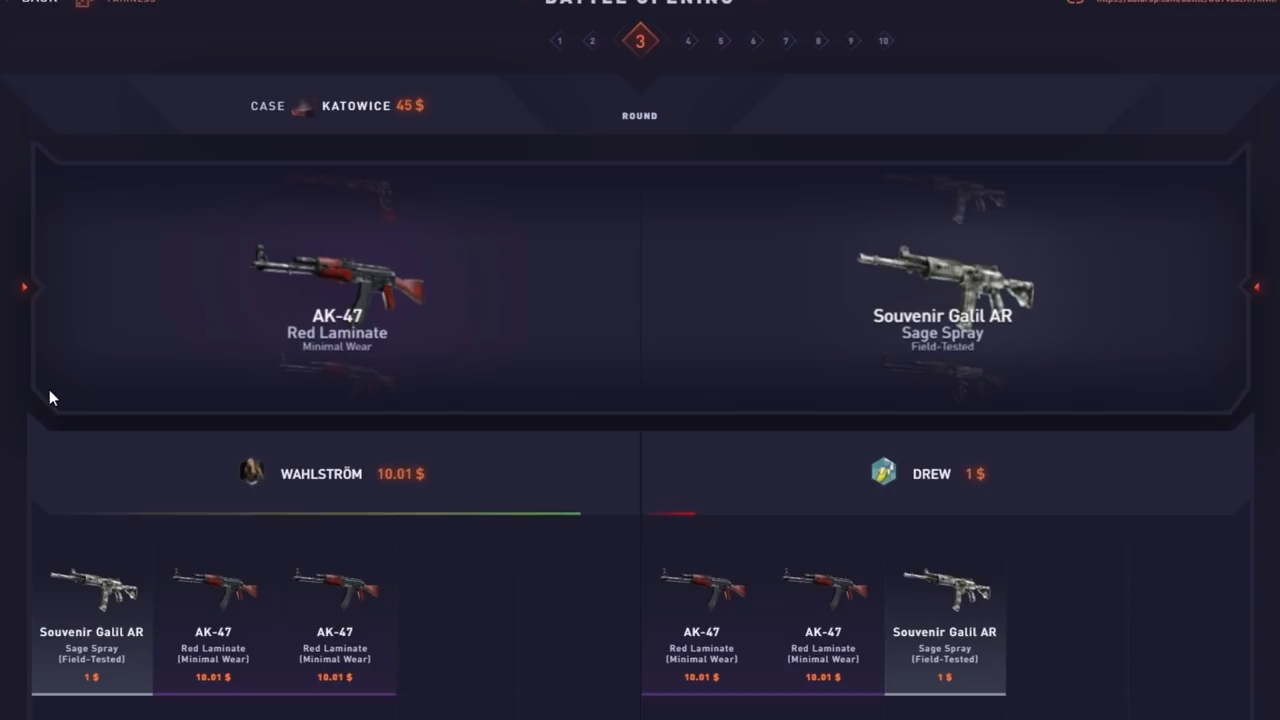 BACK
FAIRNESS
BATTLE OPENING
1 2 3 4 5 6 7 8 9 10
CASE KATOWICE 45 $
ROUND
AK-47
Red Laminate
Minimal Wear
Souvenir Galil AR
Sage Spray
Field-Tested
WAHLSTRÖM 10.01 $
DREW 1 $
Souvenir Galil AR
Sage Spray
(Field-Tested)
1 $
AK-47
Red Laminate
(Minimal Wear)
10.01 $
AK-47
Red Laminate
(Minimal Wear)
10.01 $
AK-47
Red Laminate
(Minimal Wear)
10.01 $
AK-47
Red Laminate
(Minimal Wear)
10.01 $
Souvenir Galil AR
Sage Spray
(Field-Tested)
1 $